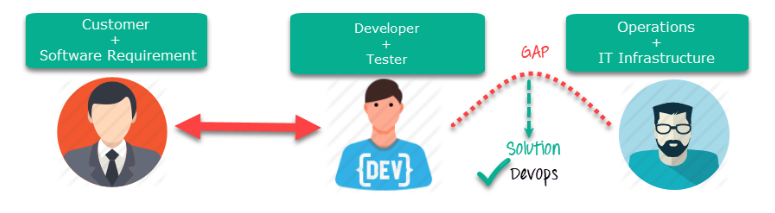 Customer
+
Software Requirement
Developer
+
Tester
Operations
+
IT Infrastructure
GAP
Solution
Devops
{DEV}